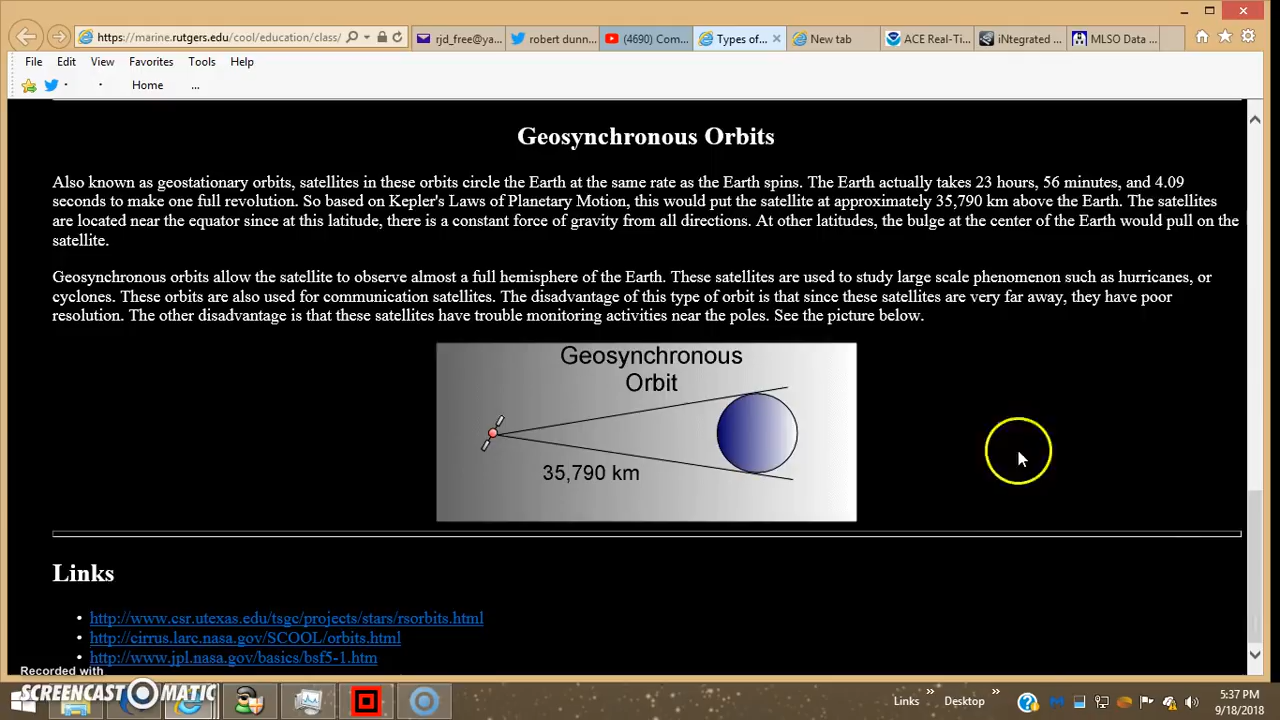 https://marine.rutgers.edu/cool/education/class/
rjd_free@ya...
robert dunn...
(4690) Com...
Types of...
New tab
ACE Real-Ti...
iNtegrated ...
MLSO Data ...
File Edit View Favorites Tools Help
Home ...
Geosynchronous Orbits
Also known as geostationary orbits, satellites in these orbits circle the Earth at the same rate as the Earth spins. The Earth actually takes 23 hours, 56 minutes, and 4.09
seconds to make one full revolution. So based on Kepler's Laws of Planetary Motion, this would put the satellite at approximately 35,790 km above the Earth. The satellites
are located near the equator since at this latitude, there is a constant force of gravity from all directions. At other latitudes, the bulge at the center of the Earth would pull on the
satellite.
Geosynchronous orbits allow the satellite to observe almost a full hemisphere of the Earth. These satellites are used to study large scale phenomenon such as hurricanes, or
cyclones. These orbits are also used for communication satellites. The disadvantage of this type of orbit is that since these satellites are very far away, they have poor
resolution. The other disadvantage is that these satellites have trouble monitoring activities near the poles. See the picture below.
Geosynchronous
Orbit
35,790 km
Links
• http://www.csr.utexas.edu/tsgc/projects/stars/rsorbits.html
• http://cirrus.larc.nasa.gov/SCOOL/orbits.html
• http://www.jpl.nasa.gov/basics/bsf5-1.htm
Recorded with
SCREENCAST MATIC
Links » Desktop »
5:37 PM
9/18/2018